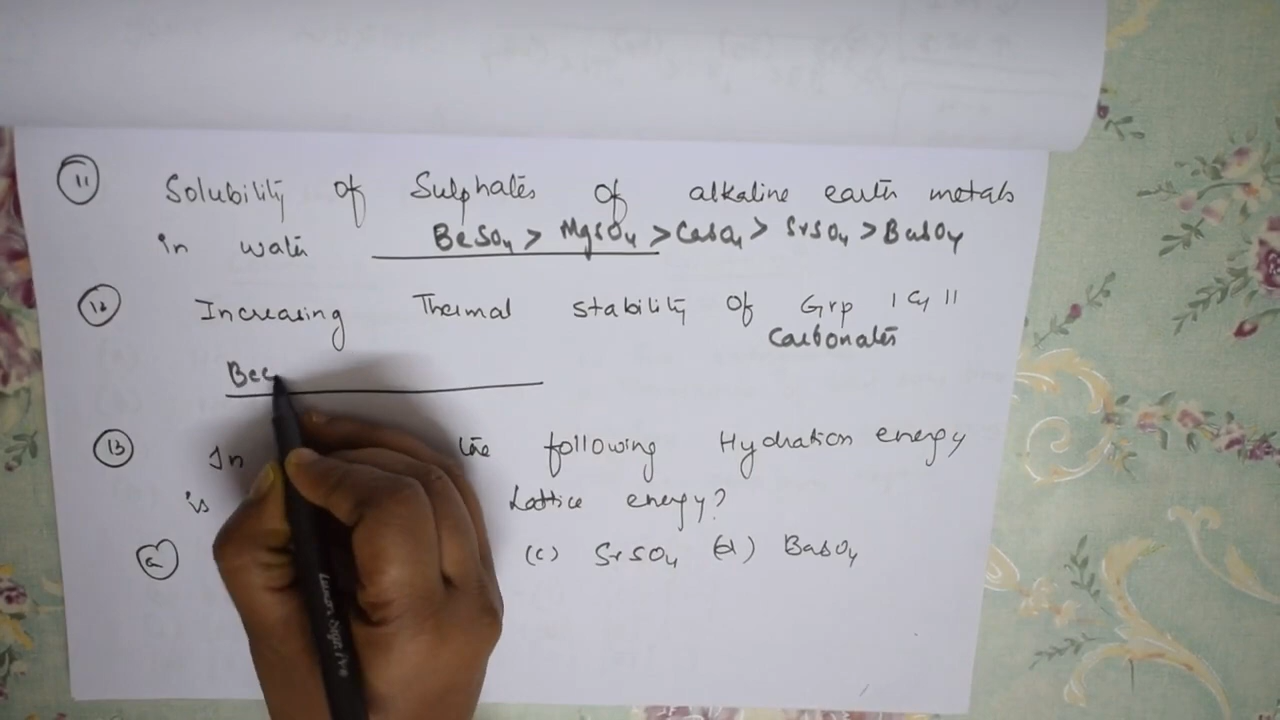 11 Solubility of Sulphates of alkaline earth metals
in water BeSO4 > MgSO4 > CaSO4 > SrSO4 > BaSO4
12 Increasing Thermal stability of Grp I & II
Carbonates
BeC
13 In the following Hydration energy
is Lattice energy?
a (c) SrSO4 (d) BaSO4